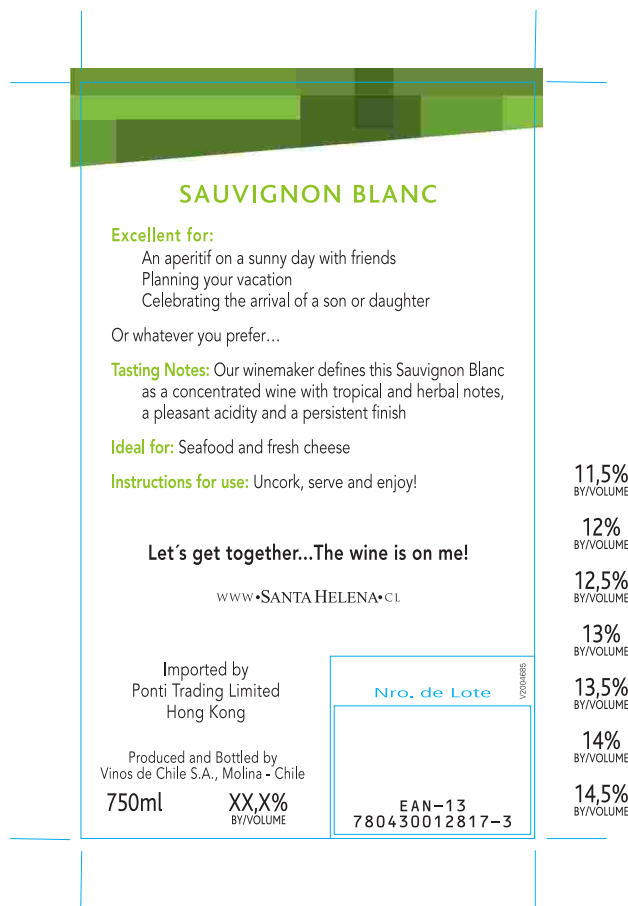 SAUVIGNON BLANC
Excellent for:
An aperitif on a sunny day with friends
Planning your vacation
Celebrating the arrival of a son or daughter
Or whatever you prefer...
Tasting Notes: Our winemaker defines this Sauvignon Blanc
as a concentrated wine with tropical and herbal notes,
a pleasant acidity and a persistent finish
Ideal for: Seafood and fresh cheese
Instructions for use: Uncork, serve and enjoy!
Let´s get together...The wine is on me!
WWW•SANTA HELENA•CL
Imported by
Ponti Trading Limited
Hong Kong
Produced and Bottled by
Vinos de Chile S.A., Molina - Chile
750ml XX,X%
BY/VOLUME
Nro. de Lote
V2004685
EAN-13
780430012817-3
11,5%
BY/VOLUME
12%
BY/VOLUME
12,5%
BY/VOLUME
13%
BY/VOLUME
13,5%
BY/VOLUME
14%
BY/VOLUME
14,5%
BY/VOLUME